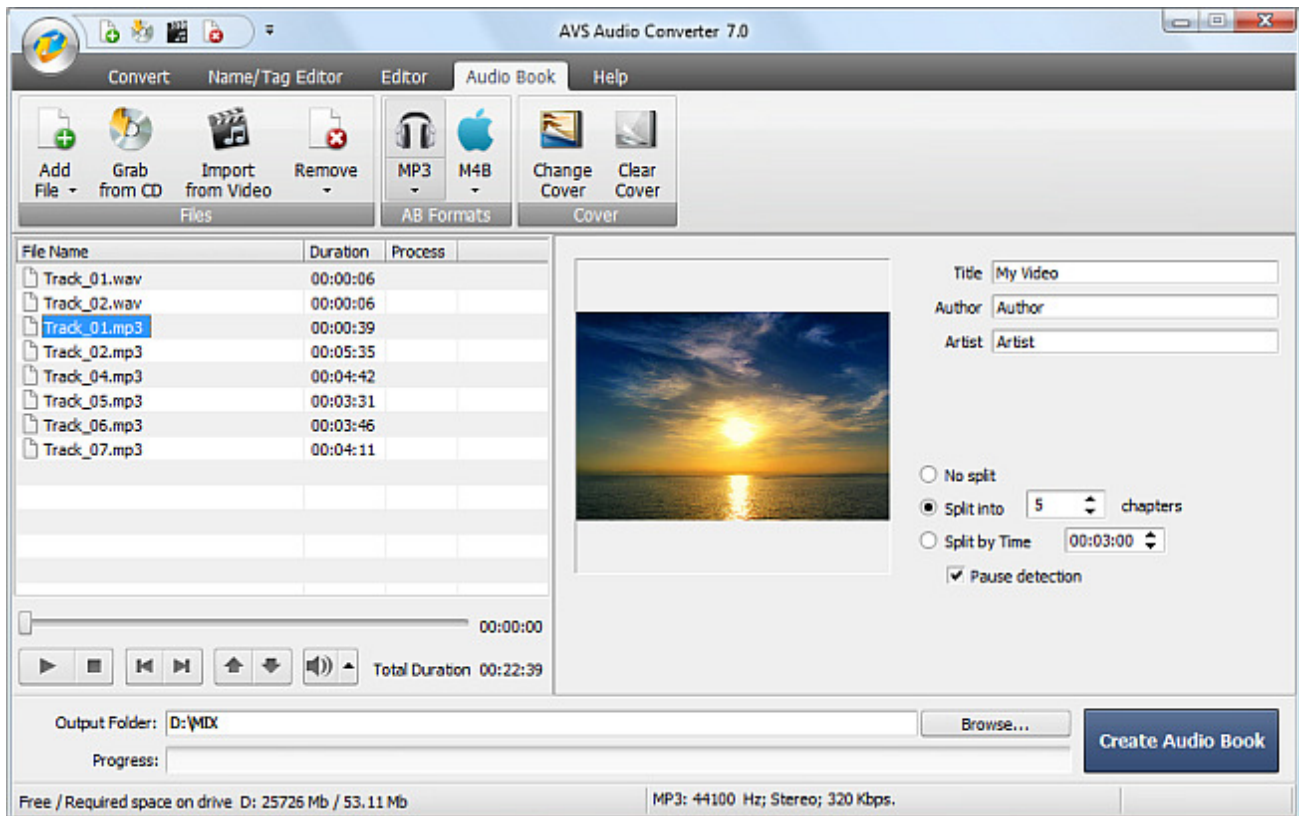 AVS Audio Converter 7.0
Convert Name/Tag Editor Editor Audio Book Help
Add File Grab from CD Import from Video Remove MP3 M4B Change Cover Clear Cover
Files AB Formats Cover
File Name Duration Process
Track_01.wav 00:00:06
Track_02.wav 00:00:06
Track_01.mp3 00:00:39
Track_02.mp3 00:05:35
Track_04.mp3 00:04:42
Track_05.mp3 00:03:31
Track_06.mp3 00:03:46
Track_07.mp3 00:04:11
00:00:00
Total Duration 00:22:39
Title My Video
Author Author
Artist Artist
No split
Split into 5 chapters
Split by Time 00:03:00
Pause detection
Output Folder: D:\MIX Browse...
Progress:
Create Audio Book
Free / Required space on drive D: 25726 Mb / 53.11 Mb MP3: 44100 Hz; Stereo; 320 Kbps.